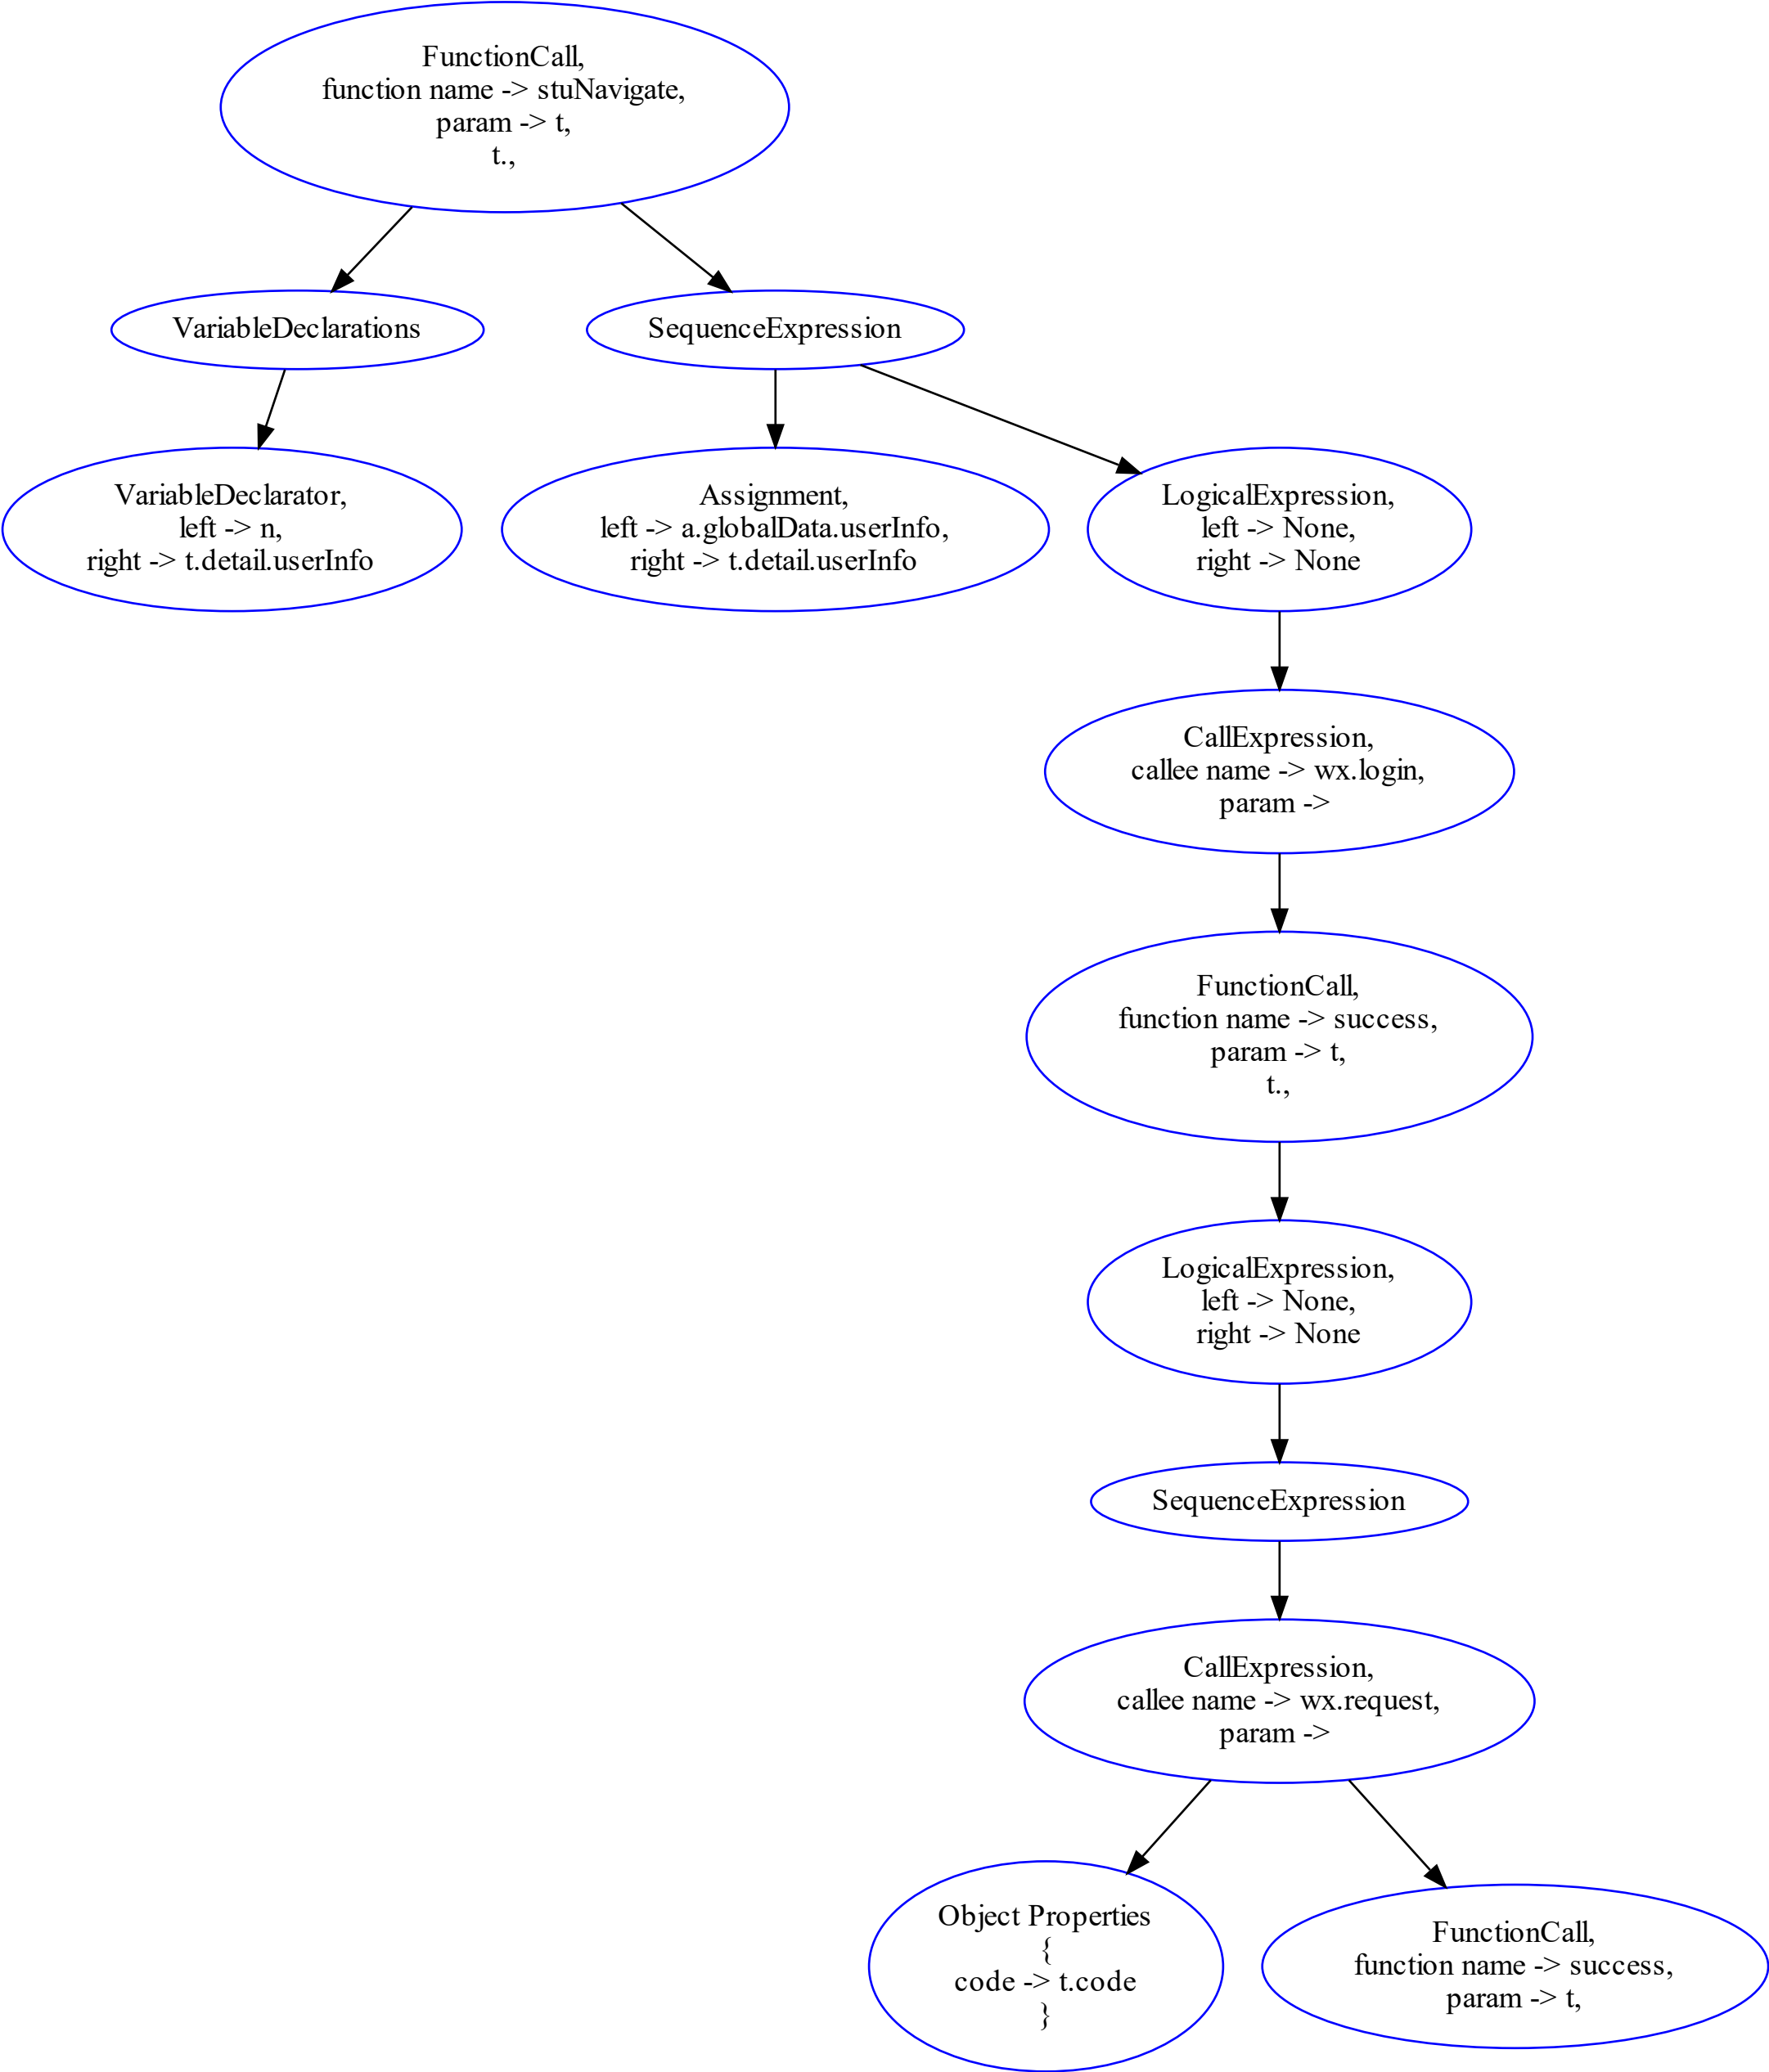 FunctionCall,
function name -> stuNavigate,
param -> t,
t.,
VariableDeclarations
SequenceExpression
VariableDeclarator,
left -> n,
right -> t.detail.userInfo
Assignment,
left -> a.globalData.userInfo,
right -> t.detail.userInfo
LogicalExpression,
left -> None,
right -> None
CallExpression,
callee name -> wx.login,
param ->
FunctionCall,
function name -> success,
param -> t,
t.,
LogicalExpression,
left -> None,
right -> None
SequenceExpression
CallExpression,
callee name -> wx.request,
param ->
Object Properties
{
code -> t.code
}
FunctionCall,
function name -> success,
param -> t,